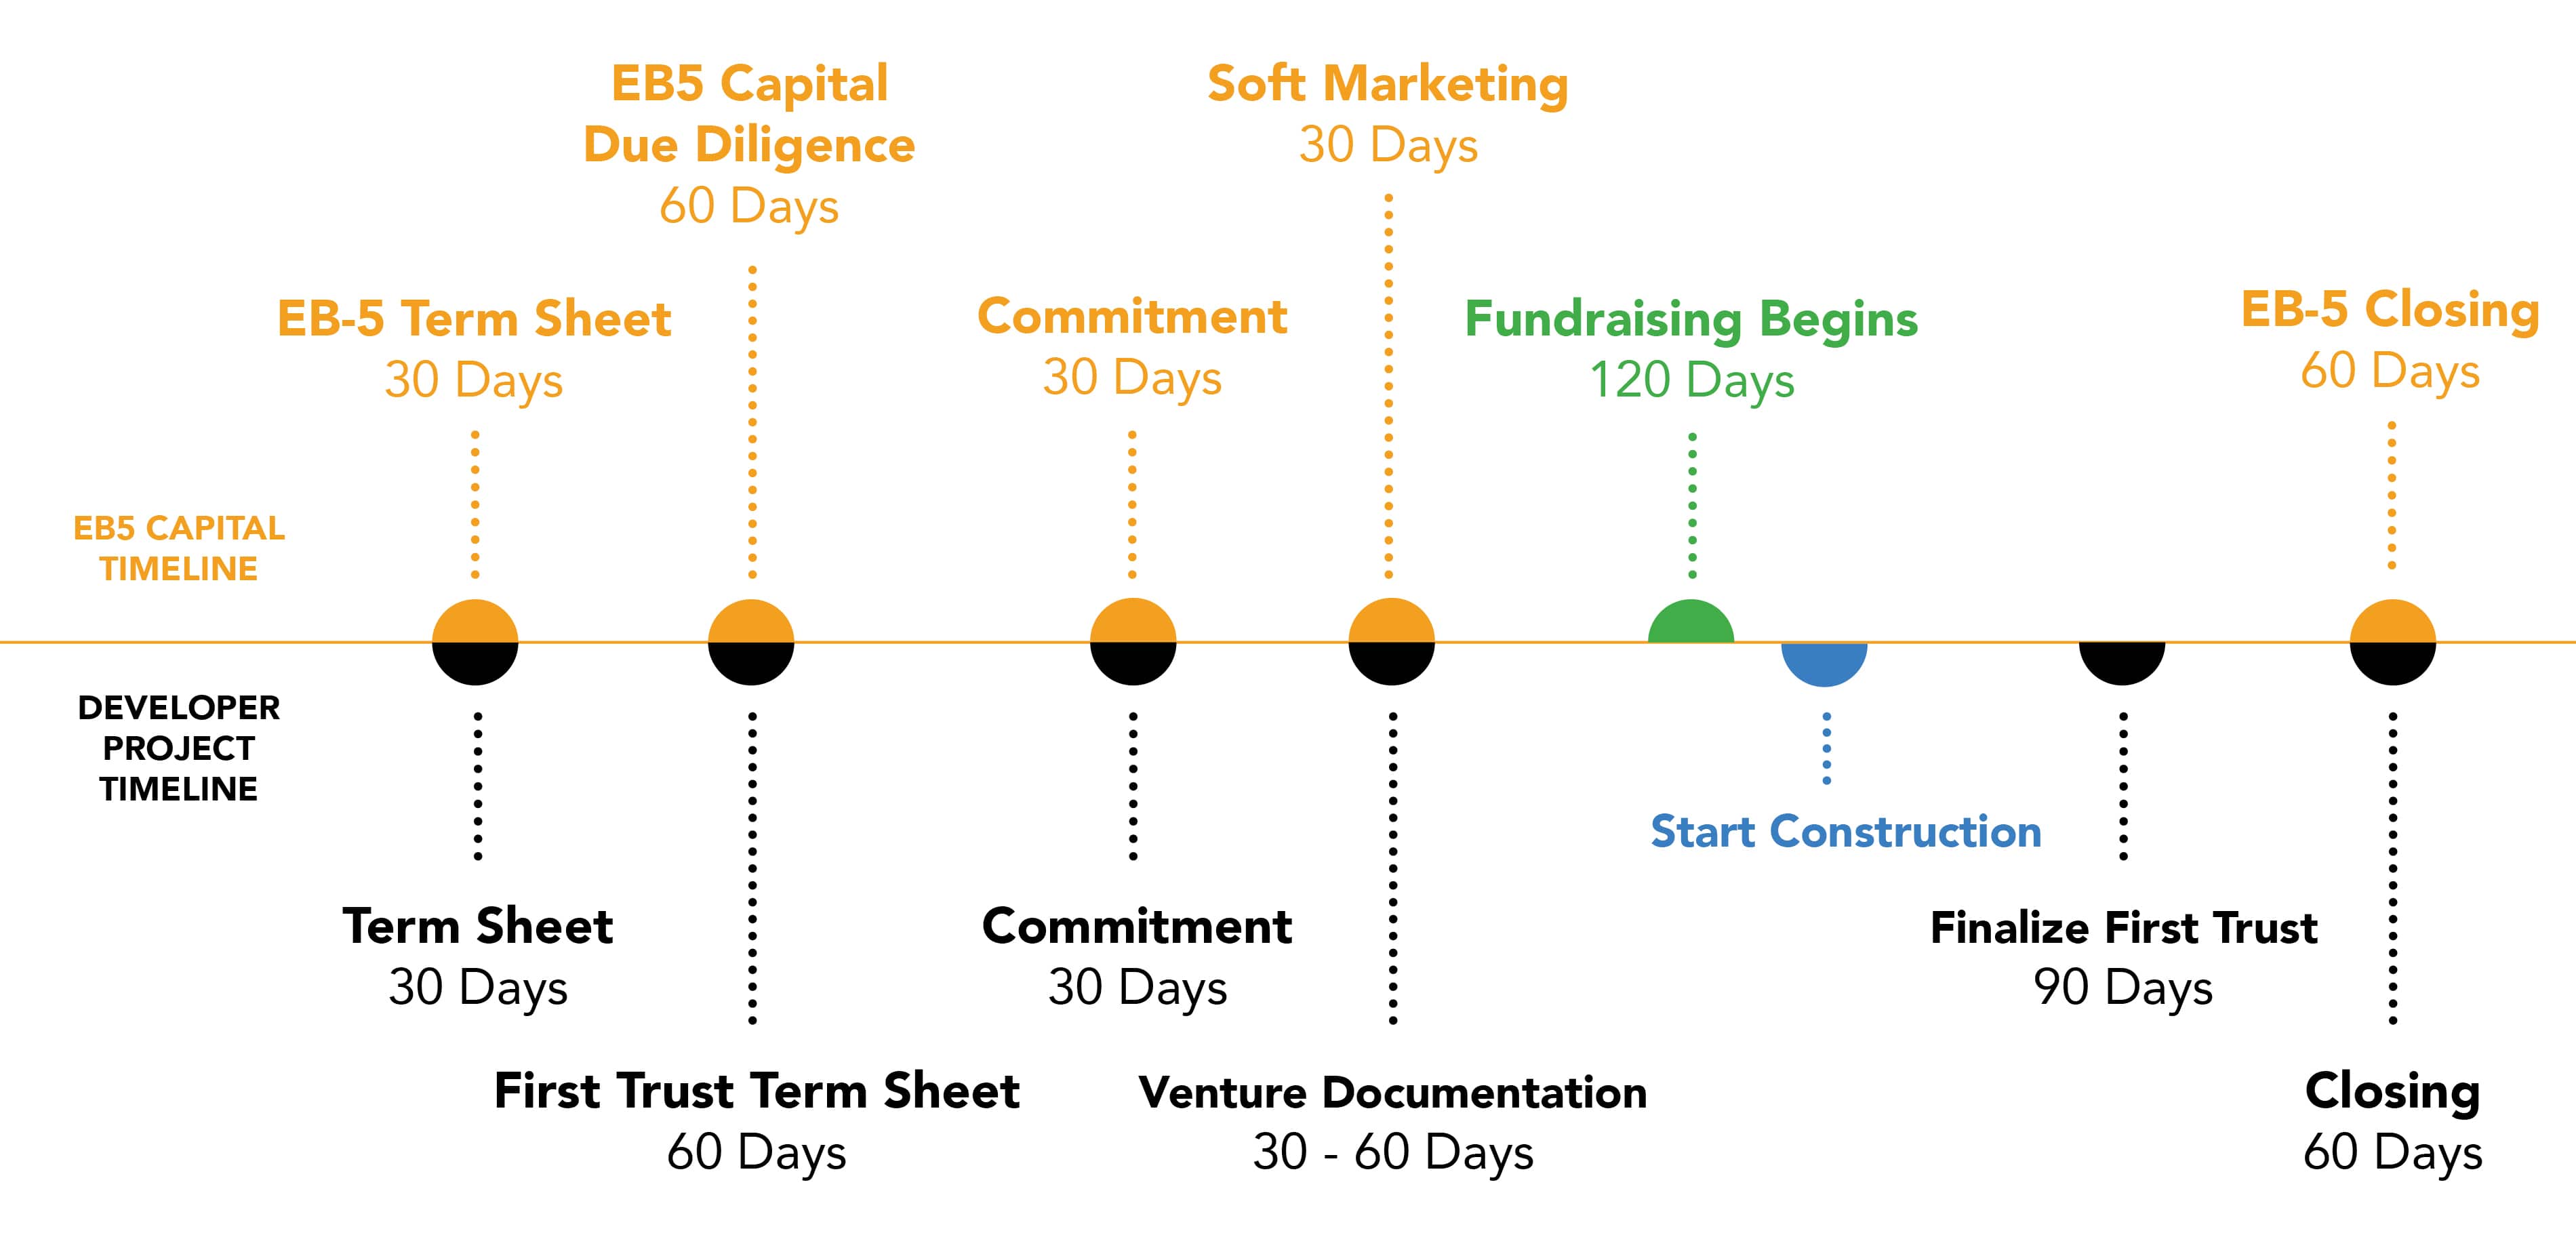 EB5 Capital
Due Diligence
60 Days
Soft Marketing
30 Days
EB-5 Term Sheet
30 Days
Commitment
30 Days
Fundraising Begins
120 Days
EB-5 Closing
60 Days
EB5 CAPITAL
TIMELINE
DEVELOPER
PROJECT
TIMELINE
Start Construction
Term Sheet
30 Days
Commitment
30 Days
Finalize First Trust
90 Days
First Trust Term Sheet
60 Days
Venture Documentation
30 - 60 Days
Closing
60 Days